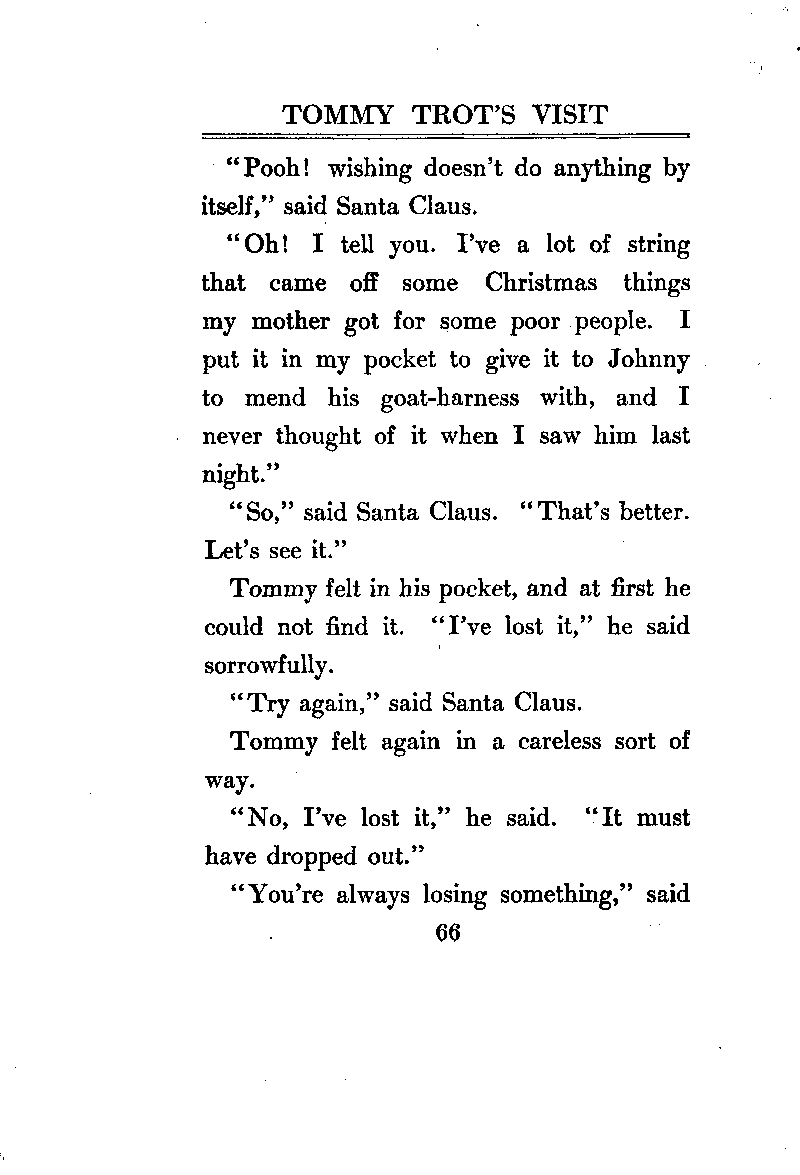 TOMMY TROT'S VISIT
“Pooh! wishing doesn't do anything by
itself,” said Santa Claus.
“Oh! I tell you. I've a lot of string
that came off some Christmas things
my mother got for some poor people. I
put it in my pocket to give it to Johnny
to mend his goat-harness with, and I
never thought of it when I saw him last
night.”
“So,” said Santa Claus. “That's better.
Let's see it.”
Tommy felt in his pocket, and at first he
could not find it. “I've lost it,” he said
sorrowfully.
“Try again,” said Santa Claus.
Tommy felt again in a careless sort of
way.
“No, I've lost it,” he said. “It must
have dropped out.”
“You're always losing something,” said
66